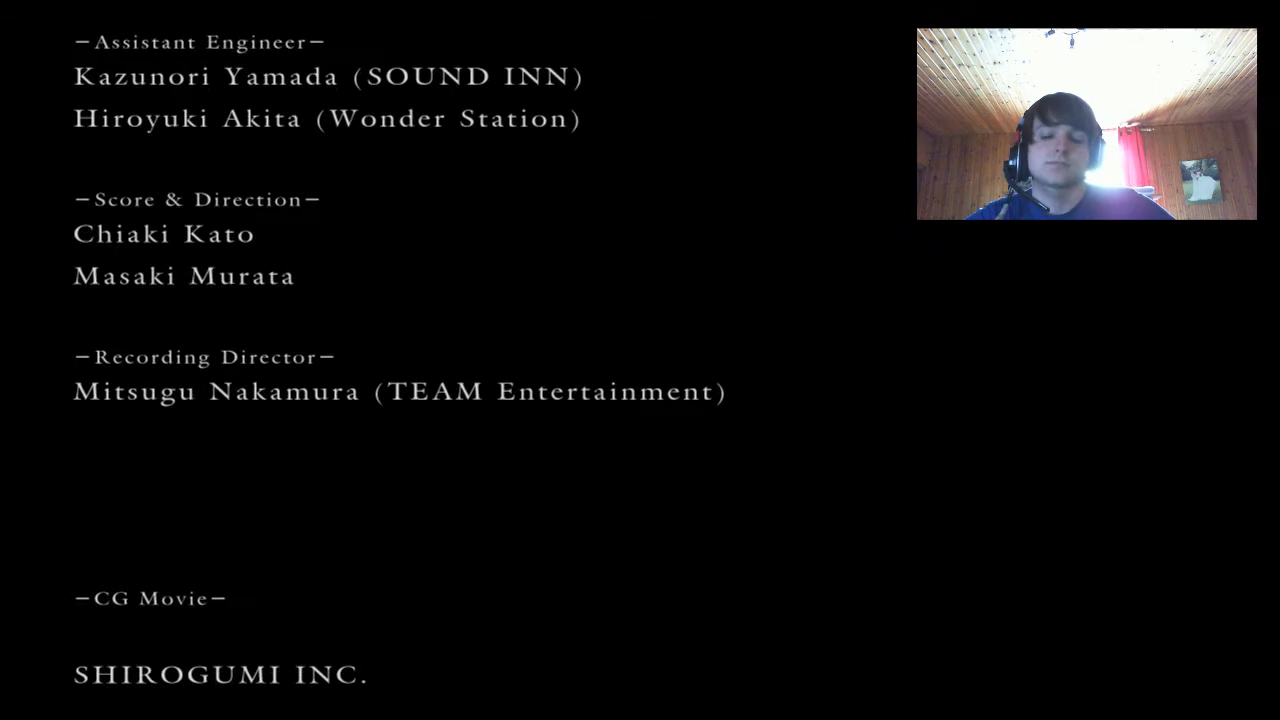 —Assistant Engineer—
Kazunori Yamada (SOUND INN)
Hiroyuki Akita (Wonder Station)
—Score & Direction—
Chiaki Kato
Masaki Murata
—Recording Director—
Mitsugu Nakamura (TEAM Entertainment)
—CG Movie—
SHIROGUMI INC.